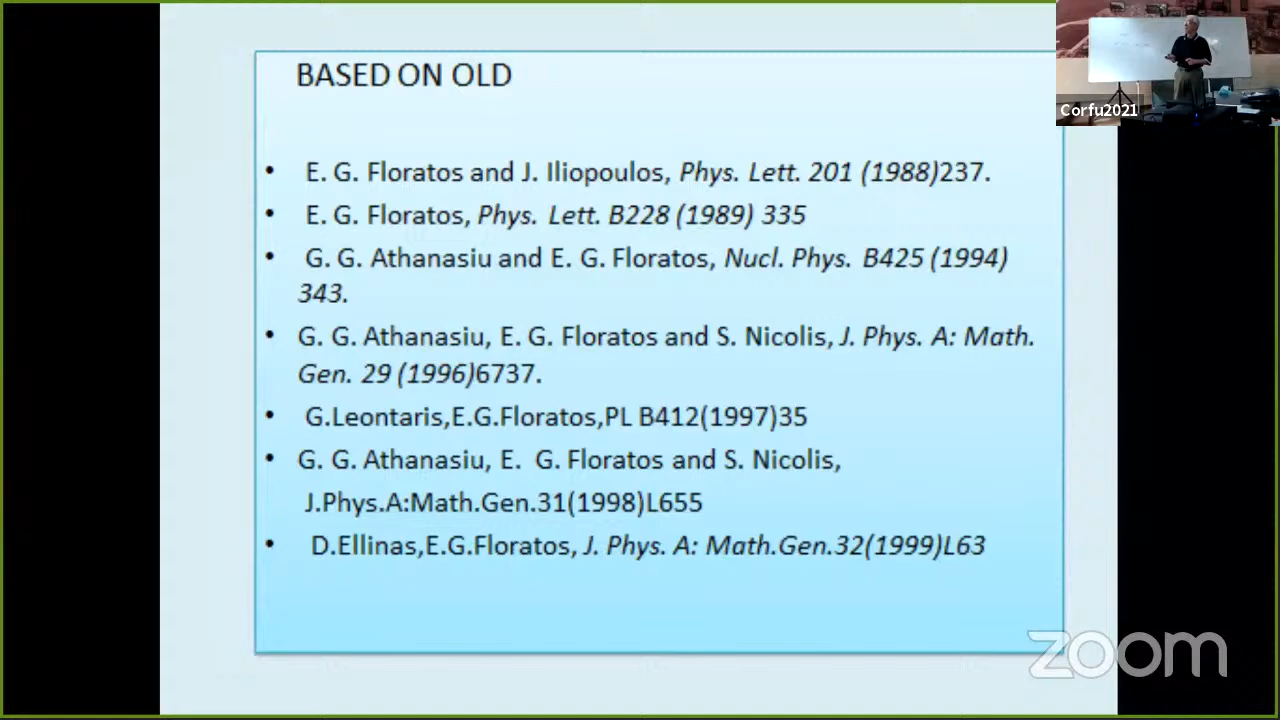 BASED ON OLD
• E. G. Floratos and J. Iliopoulos, Phys. Lett. 201 (1988)237.
• E. G. Floratos, Phys. Lett. B228 (1989) 335
• G. G. Athanasiu and E. G. Floratos, Nucl. Phys. B425 (1994)
343.
• G. G. Athanasiu, E. G. Floratos and S. Nicolis, J. Phys. A: Math.
Gen. 29 (1996)6737.
• G.Leontaris,E.G.Floratos,PL B412(1997)35
• G. G. Athanasiu, E. G. Floratos and S. Nicolis,
J.Phys.A:Math.Gen.31(1998)L655
• D.Ellinas,E.G.Floratos, J. Phys. A: Math.Gen.32(1999)L63
Corfu2021
zoom